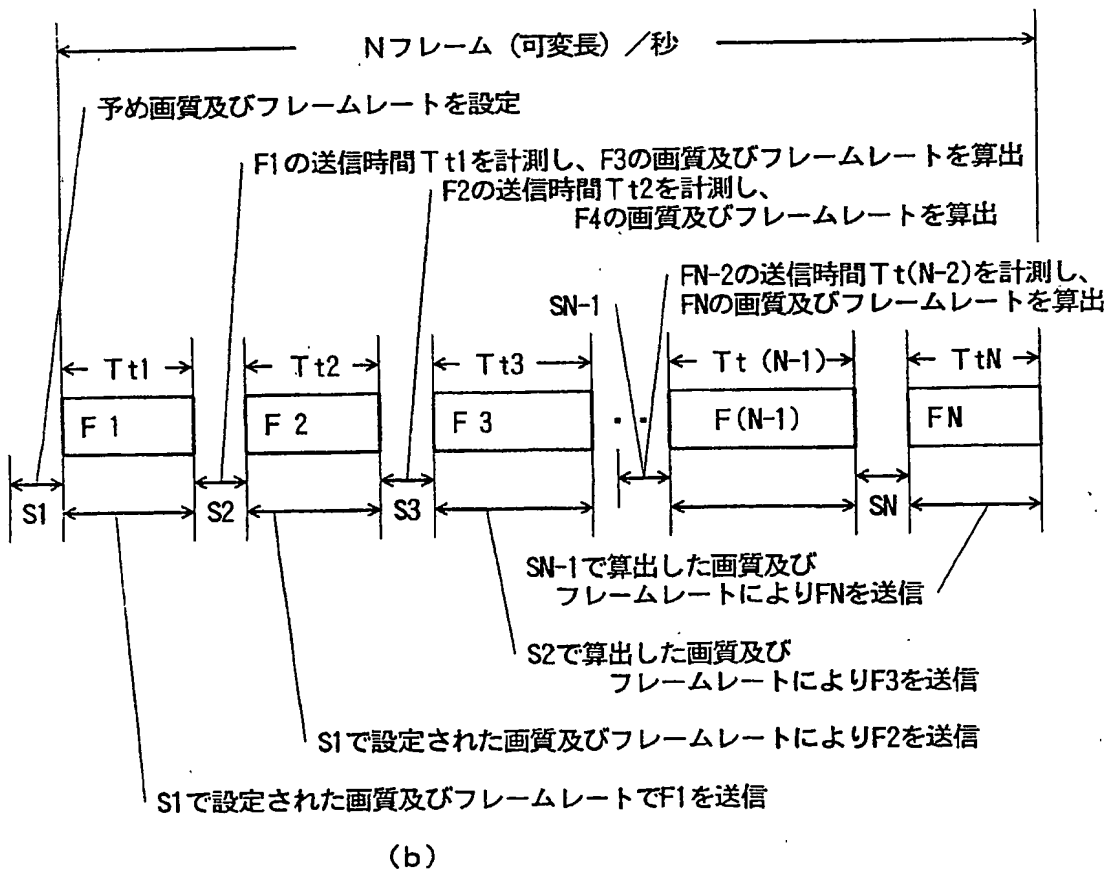 Nフレーム（可変長）／秒
予め画質及びフレームレートを設定
F1の送信時間Tt1を計測し、F3の画質及びフレームレートを算出
F2の送信時間Tt2を計測し、
F4の画質及びフレームレートを算出
FN-2の送信時間Tt(N-2)を計測し、
FNの画質及びフレームレートを算出
SN-1
Tt1 Tt2 Tt3 Tt (N-1) TtN
F 1 F 2 F 3 ・・ F(N-1) FN
S1 S2 S3 SN
SN-1で算出した画質及び
フレームレートによりFNを送信
S2で算出した画質及び
フレームレートによりF3を送信
S1で設定された画質及びフレームレートによりF2を送信
S1で設定された画質及びフレームレートでF1を送信
(b)